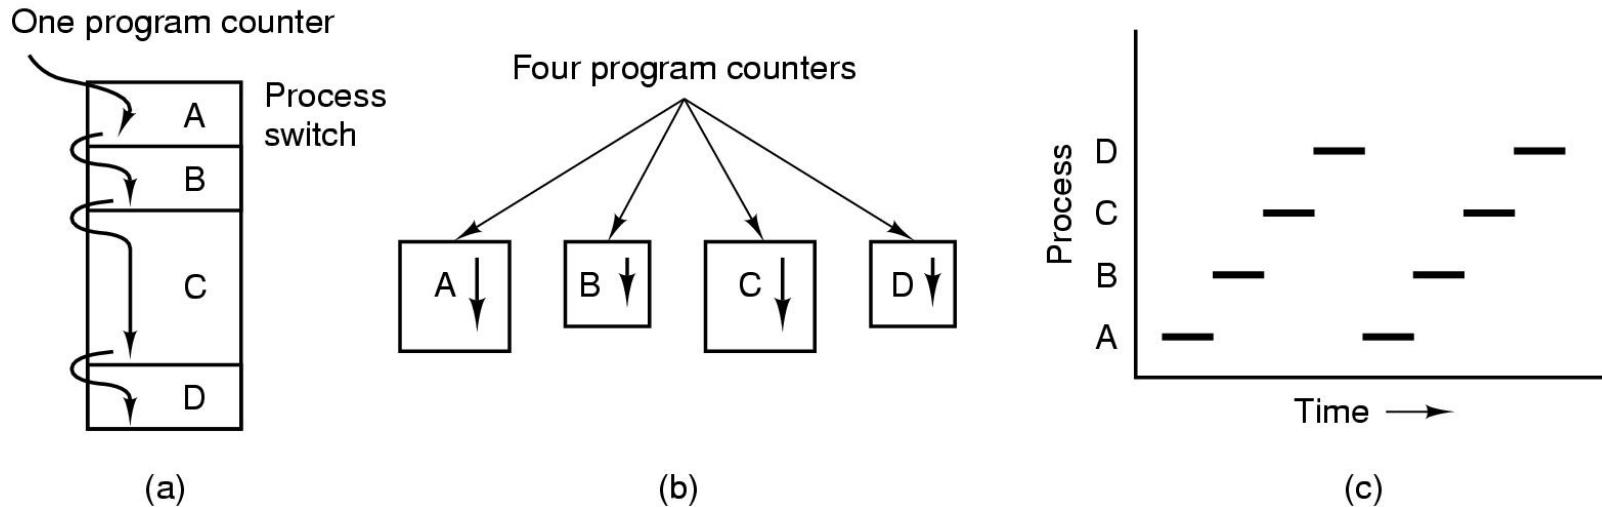 One program counter
A
Process
switch
B
C
D
(a)
Four program counters
A
B
C
D
(b)
Process
D
C
B
A
Time
(c)